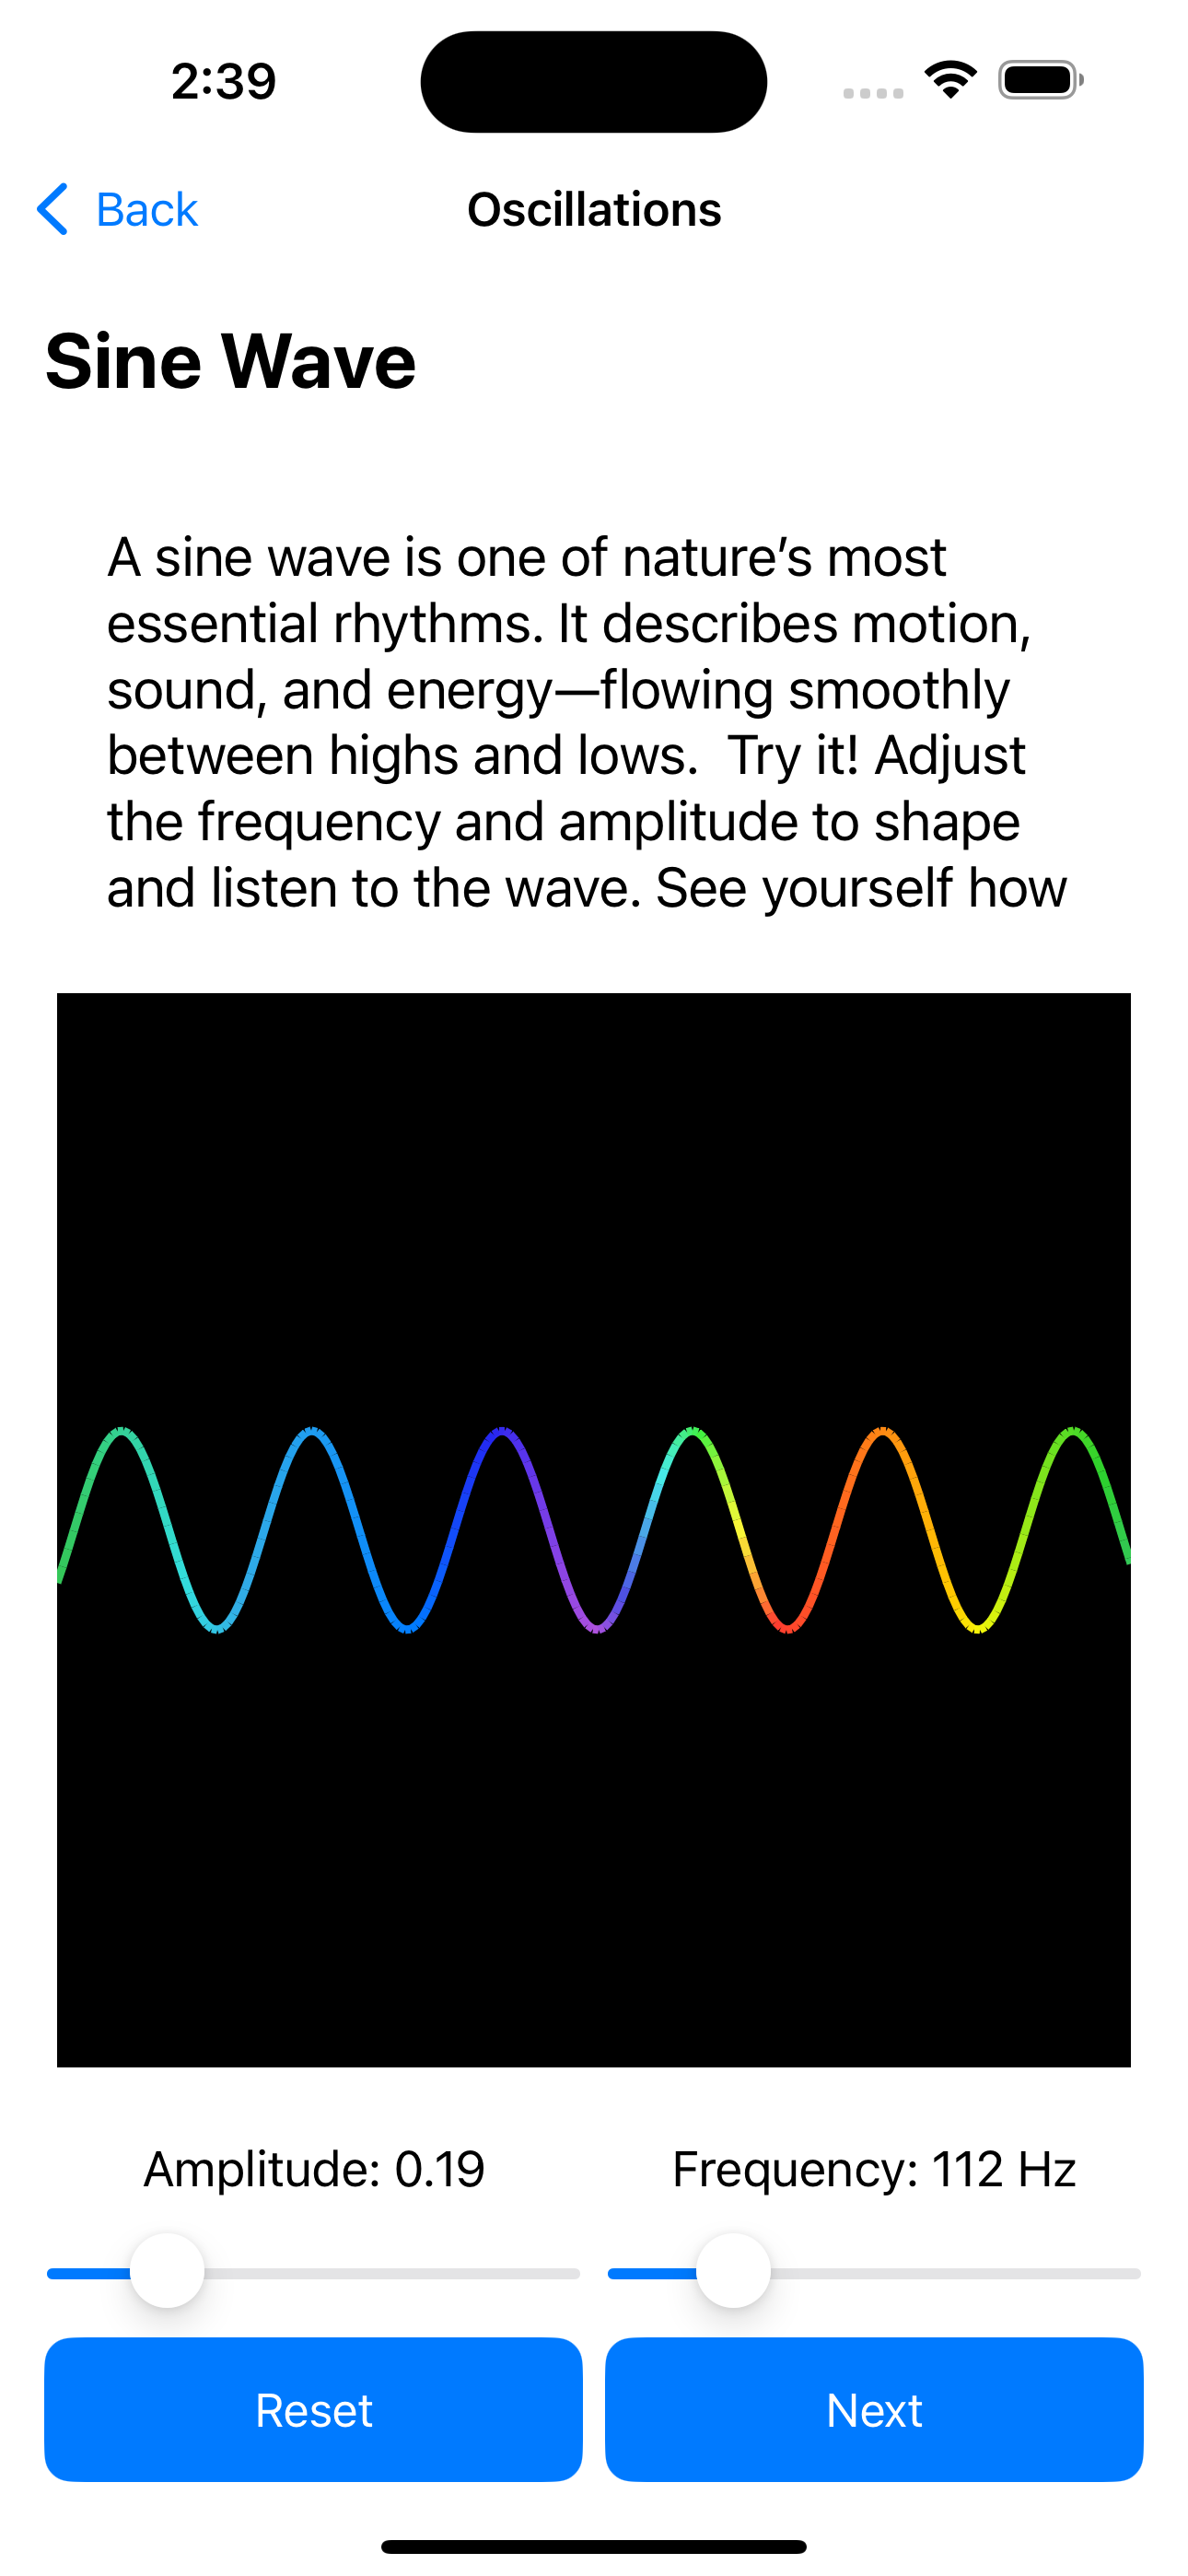 2:39
Back
Oscillations
Sine Wave
A sine wave is one of nature’s most
essential rhythms. It describes motion,
sound, and energy—flowing smoothly
between highs and lows.  Try it! Adjust
the frequency and amplitude to shape
and listen to the wave. See yourself how
Amplitude: 0.19
Frequency: 112 Hz
Reset
Next